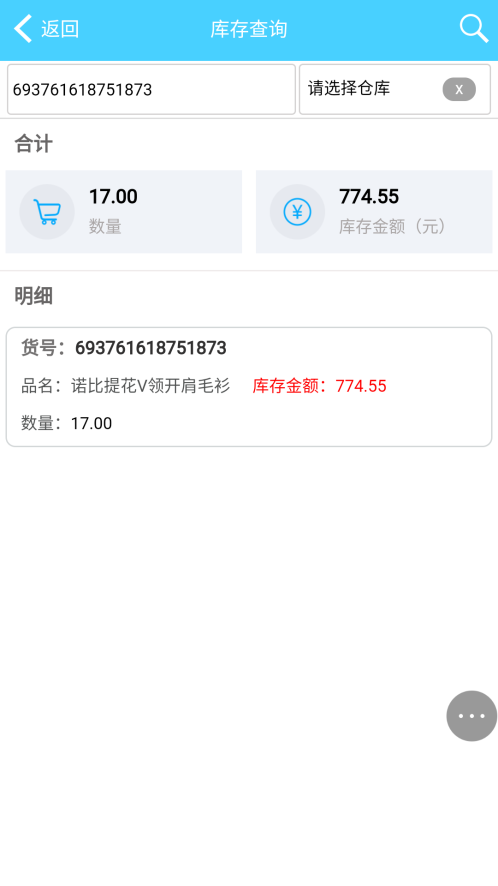 返回 库存查询
693761618751873 请选择仓库 X
合计
17.00 774.55
数量 库存金额（元）
明细
货号：693761618751873
品名：诺比提花V领开肩毛衫 库存金额：774.55
数量：17.00